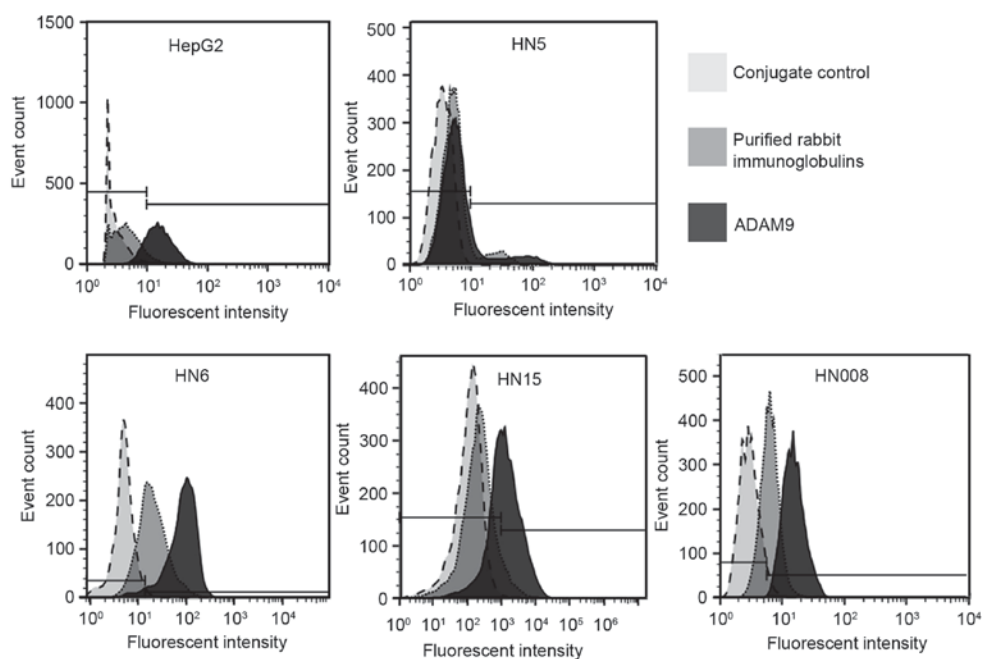 HepG2
Event count
1500
1000
500
0
10⁰ 10¹ 10² 10³ 10⁴
Fluorescent intensity
HN5
Event count
500
400
300
200
100
0
10⁰ 10¹ 10² 10³ 10⁴
Fluorescent intensity
Conjugate control
Purified rabbit
immunoglobulins
ADAM9
HN6
Event count
400
300
200
100
0
10⁰ 10¹ 10² 10³ 10⁴
Fluorescent intensity
HN15
Event count
400
300
200
100
0
10⁰ 10¹ 10² 10³ 10⁴ 10⁵ 10⁶
Fluorescent intensity
HN008
Event count
500
400
300
200
100
0
10⁰ 10¹ 10² 10³ 10⁴
Fluorescent intensity